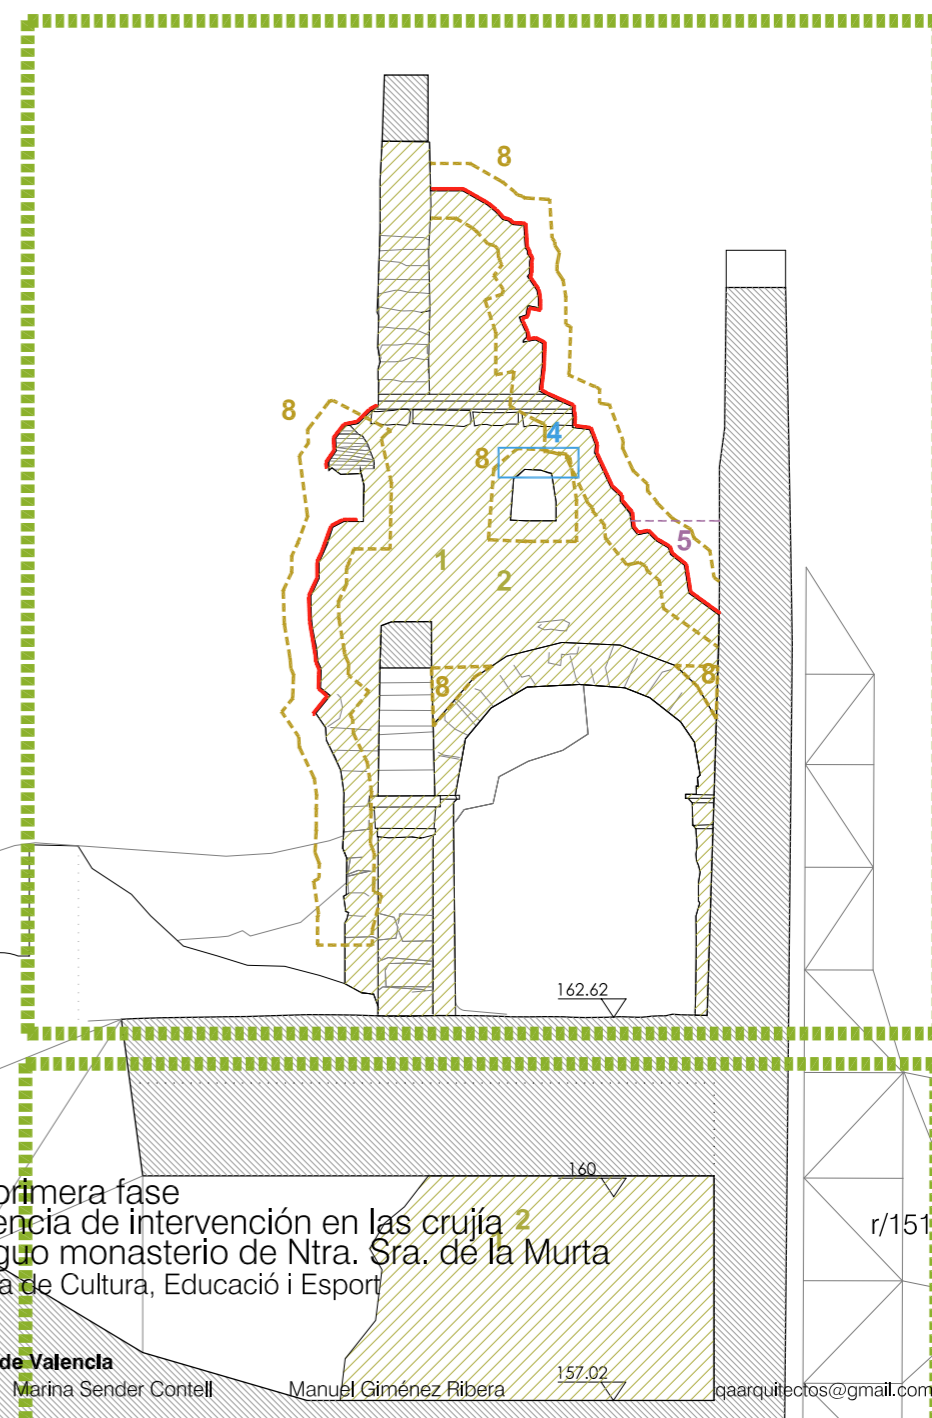 8
8
4
8
5
1
2
8
8
162.62
160
primera fase
encia de intervención en las crujía
2
1
r/151
guo monasterio de Ntra. Sra. de la Murta
a de Cultura, Educació i Esport
de Valencia
157.02
Marina Sender Contell
Manuel Giménez Ribera
qaarquitectos@gmail.com